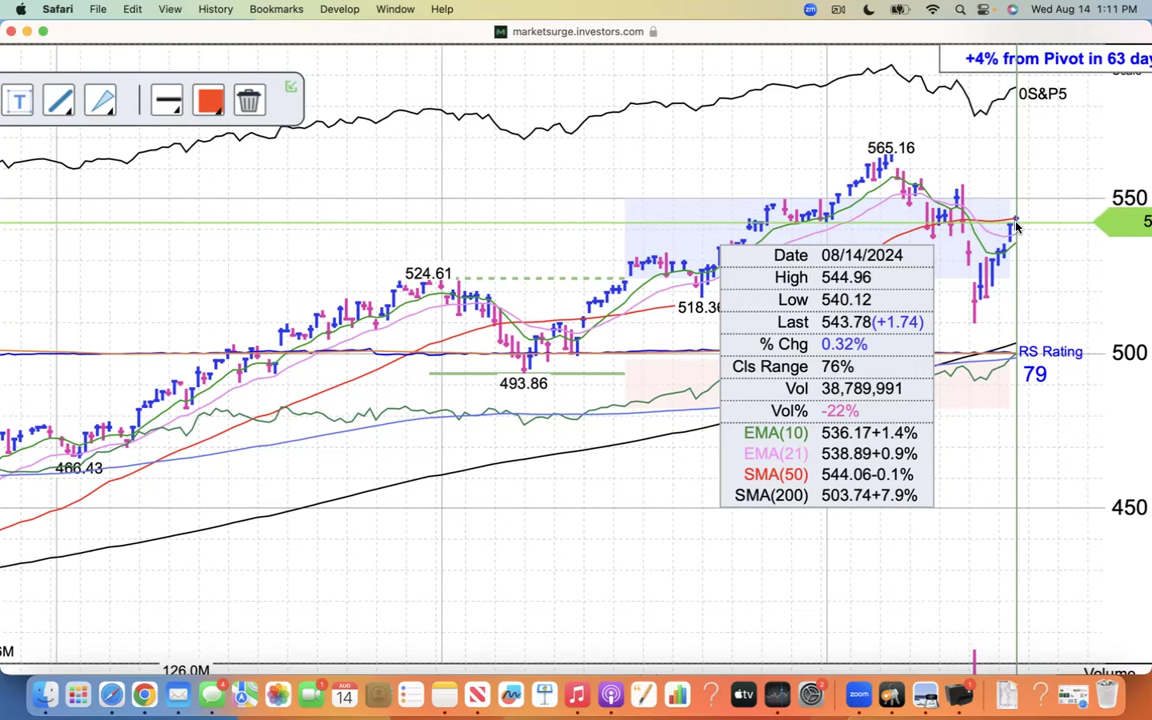 Safari File Edit View History Bookmarks Develop Window Help Wed Aug 14 1:11 PM
marketsurge.investors.com
+4% from Pivot in 63 day
T
0S&P5
565.16
550
5
524.61
518.36
500
RS Rating
79
493.86
466.43
450
Date 08/14/2024
High 544.96
Low 540.12
Last 543.78(+1.74)
% Chg 0.32%
Cls Range 76%
Vol 38,789,991
Vol% -22%
EMA(10) 536.17+1.4%
EMA(21) 538.89+0.9%
SMA(50) 544.06-0.1%
SMA(200) 503.74+7.9%
6M
126.0M
Volume
AUG
14
tv
zoom